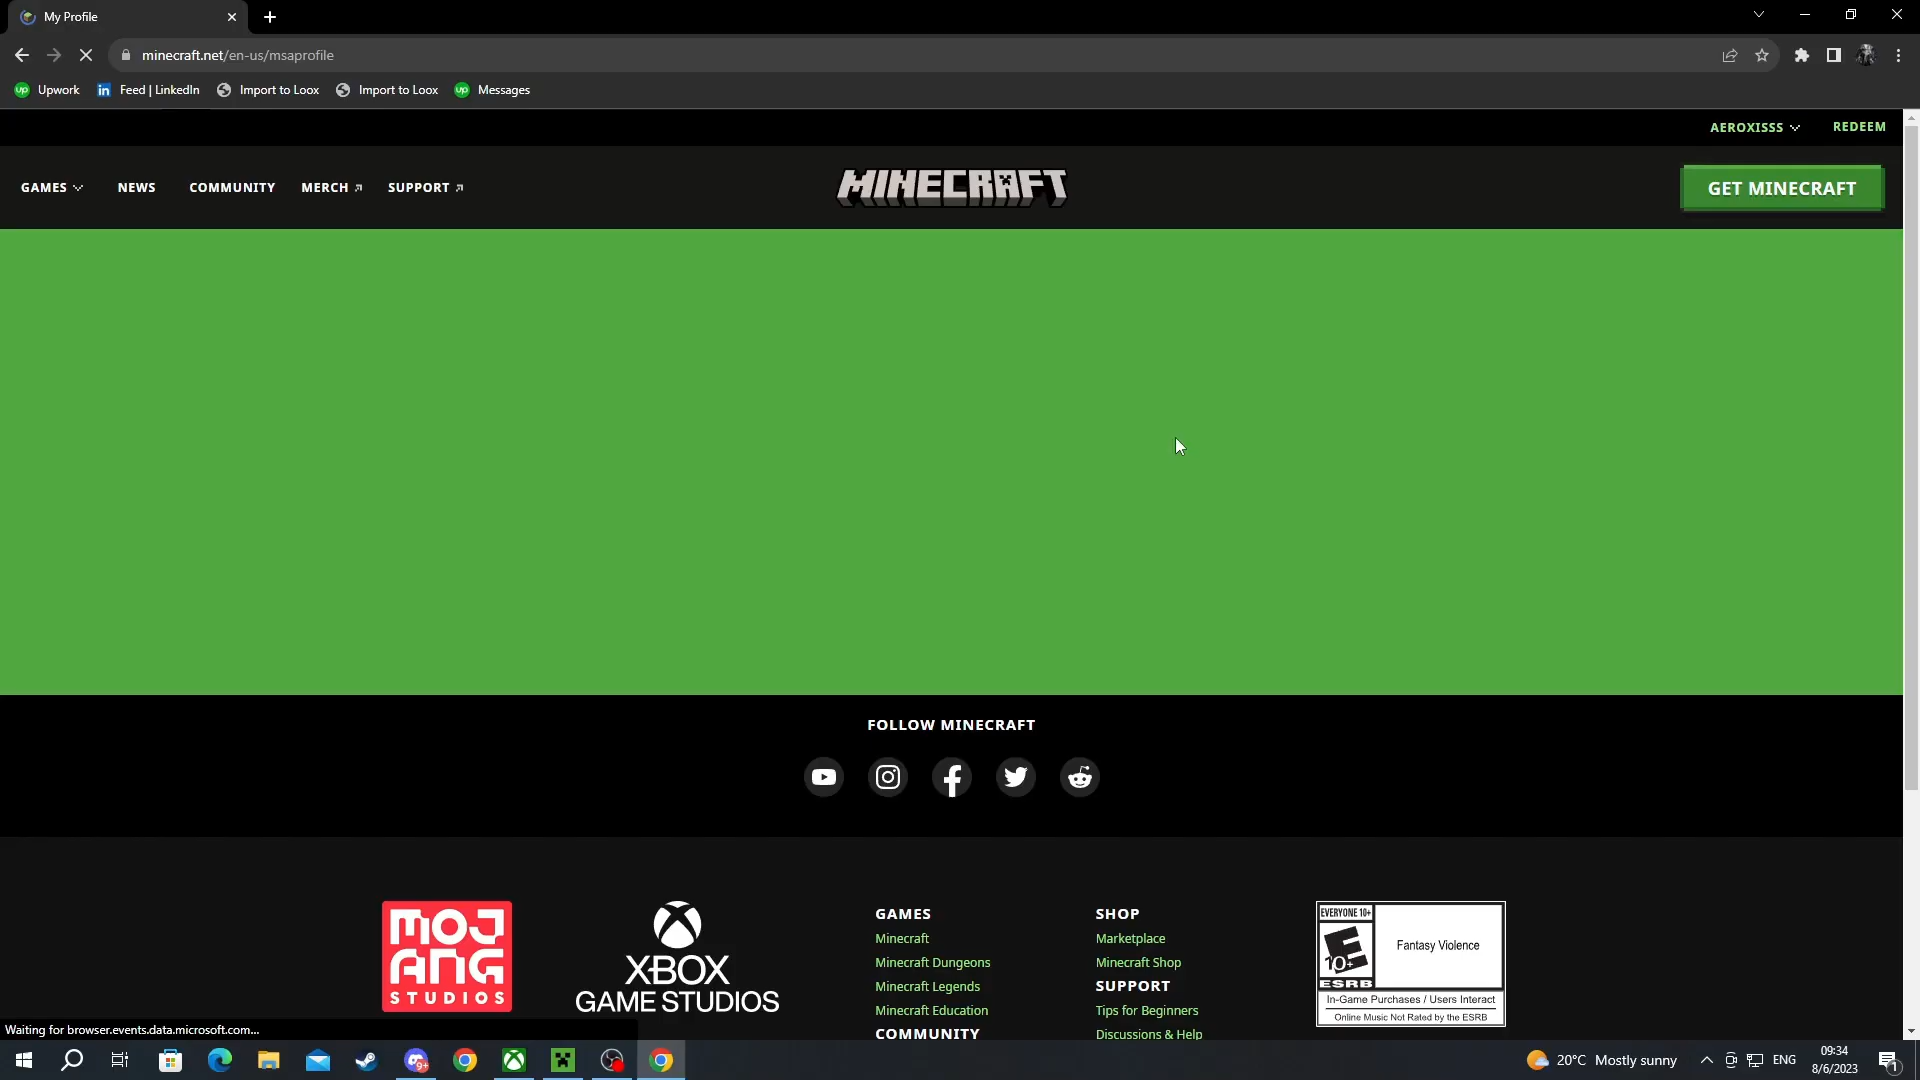 My Profile
minecraft.net/en-us/msaprofile
Upwork
Feed | LinkedIn
Import to Loox
Import to Loox
Messages
AEROXISSS
REDEEM
GAMES
NEWS
COMMUNITY
MERCH
SUPPORT
MINECRAFT
GET MINECRAFT
FOLLOW MINECRAFT
MOJANG
STUDIOS
XBOX
GAME STUDIOS
GAMES
Minecraft
Minecraft Dungeons
Minecraft Legends
Minecraft Education
COMMUNITY
SHOP
Marketplace
Minecraft Shop
SUPPORT
Tips for Beginners
Discussions & Help
EVERYONE 10+
E
10+
ESRB
Fantasy Violence
In-Game Purchases / Users Interact
Online Music Not Rated by the ESRB
Waiting for browser.events.data.microsoft.com...
9+
20°C Mostly sunny
ENG
09:34
8/6/2023
1